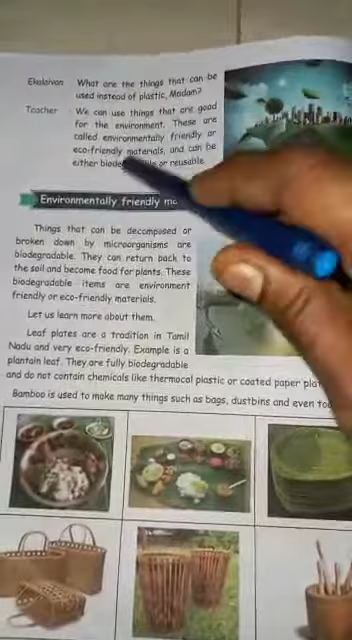 Ekalaivan : What are the things that can be
used instead of plastic, Madam?
Teacher : We can use things that are good
for the environment. These are
called environmentally friendly or
eco-friendly materials, and can be
either or reusable.
Environmentally friendly
Things that can be decomposed or
broken down by microorganisms are
biodegradable. They can return back to
the soil and become food for plants. These
biodegradable items are environment
friendly or eco-friendly materials.
Let us learn more about them.
Leaf plates are a tradition in Tamil
Nadu and very eco-friendly. Example is a
plantain leaf. They are fully biodegradable
and do not contain chemicals like thermocol plastic or coated paper
Bamboo is used to make many things such as bags, dustbins and even